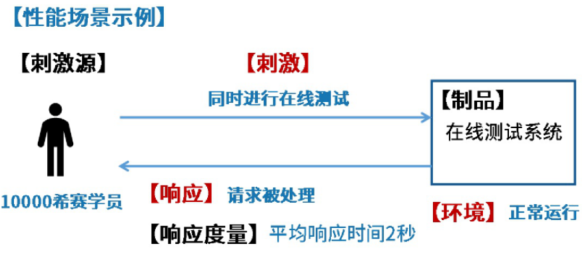 【性能场景示例】
【刺激源】
【刺激】
同时进行在线测试
【制品】
在线测试系统
10000希赛学员
【响应】 请求被处理
【环境】 正常运行
【响应度量】平均响应时间2秒